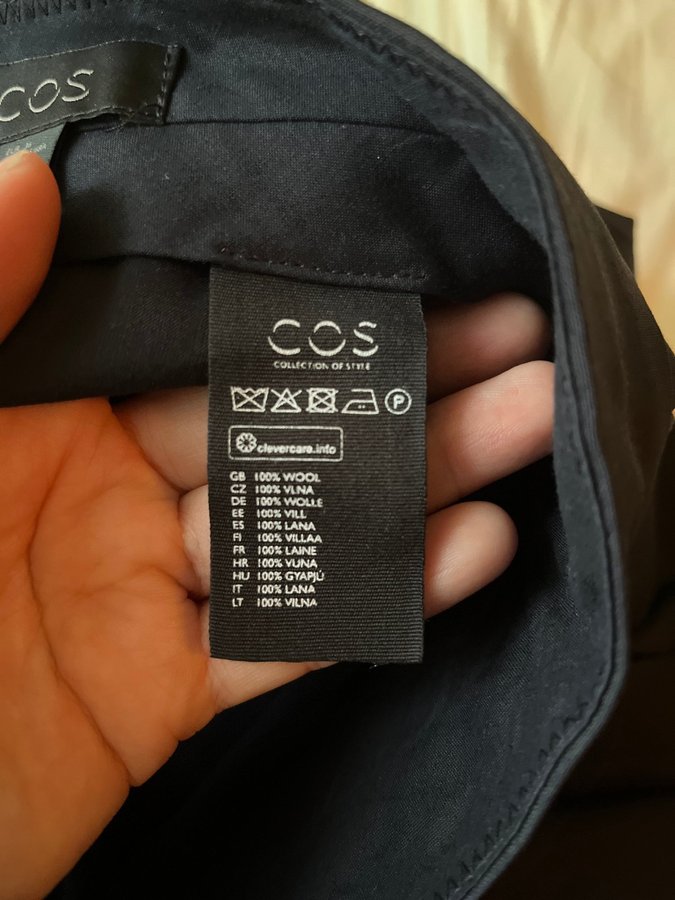 COS
COS
COLLECTION OF STYLE
P
clevercare.info
GB 100% WOOL
CZ 100% VLNA
DE 100% WOLLE
EE 100% VILL
ES 100% LANA
FI 100% VILLAA
FR 100% LAINE
HR 100% VUNA
HU 100% GYAPJÚ
IT 100% LANA
LT 100% VILNA